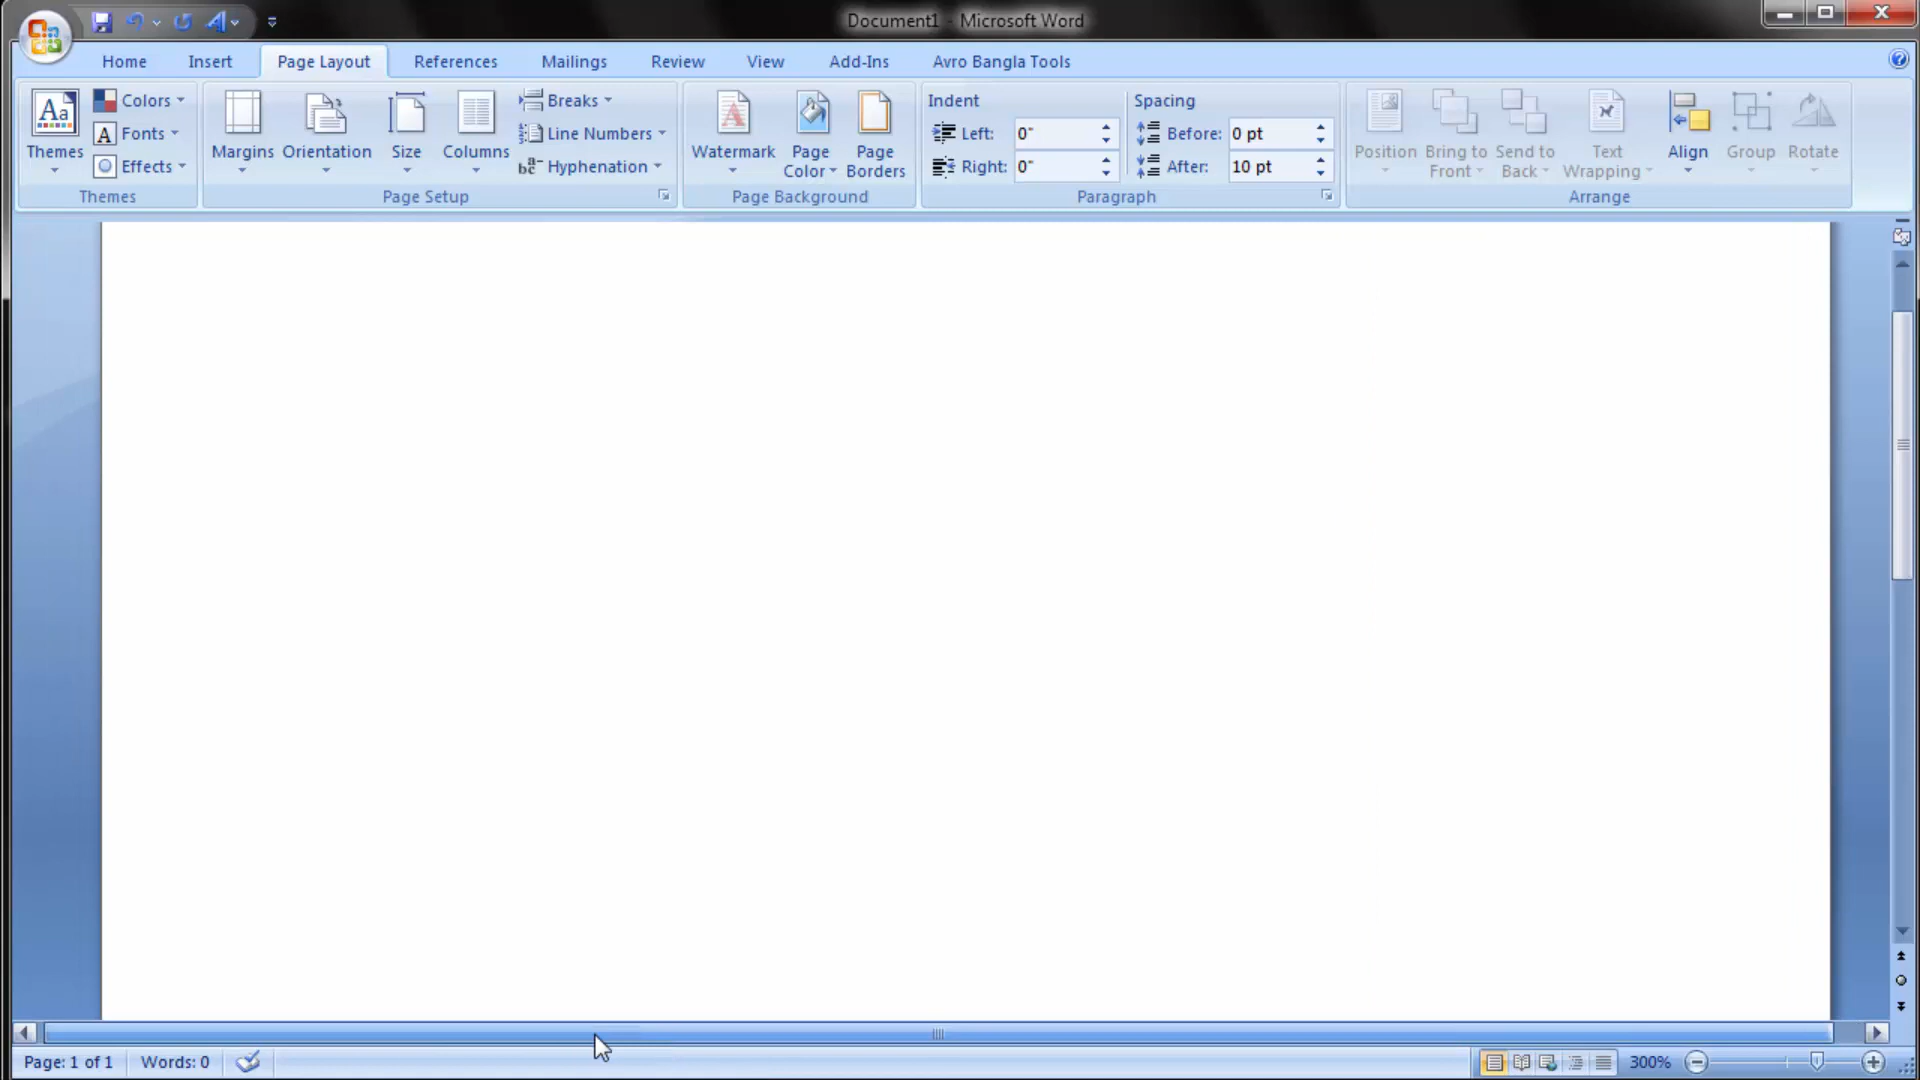 Document1 - Microsoft Word
Home Insert Page Layout References Mailings Review View Add-Ins Avro Bangla Tools
Aa Themes
Colors
A Fonts
Effects
Themes
Margins Orientation Size Columns
Breaks
Line Numbers
bc a- Hyphenation
Page Setup
A Watermark
Page Color
Page Borders
Page Background
Indent
Left: 0"
Right: 0"
Spacing
Before: 0 pt
After: 10 pt
Paragraph
Position
Bring to Front
Send to Back
Text Wrapping
Align
Group
Rotate
Arrange
Page: 1 of 1 Words: 0 300%